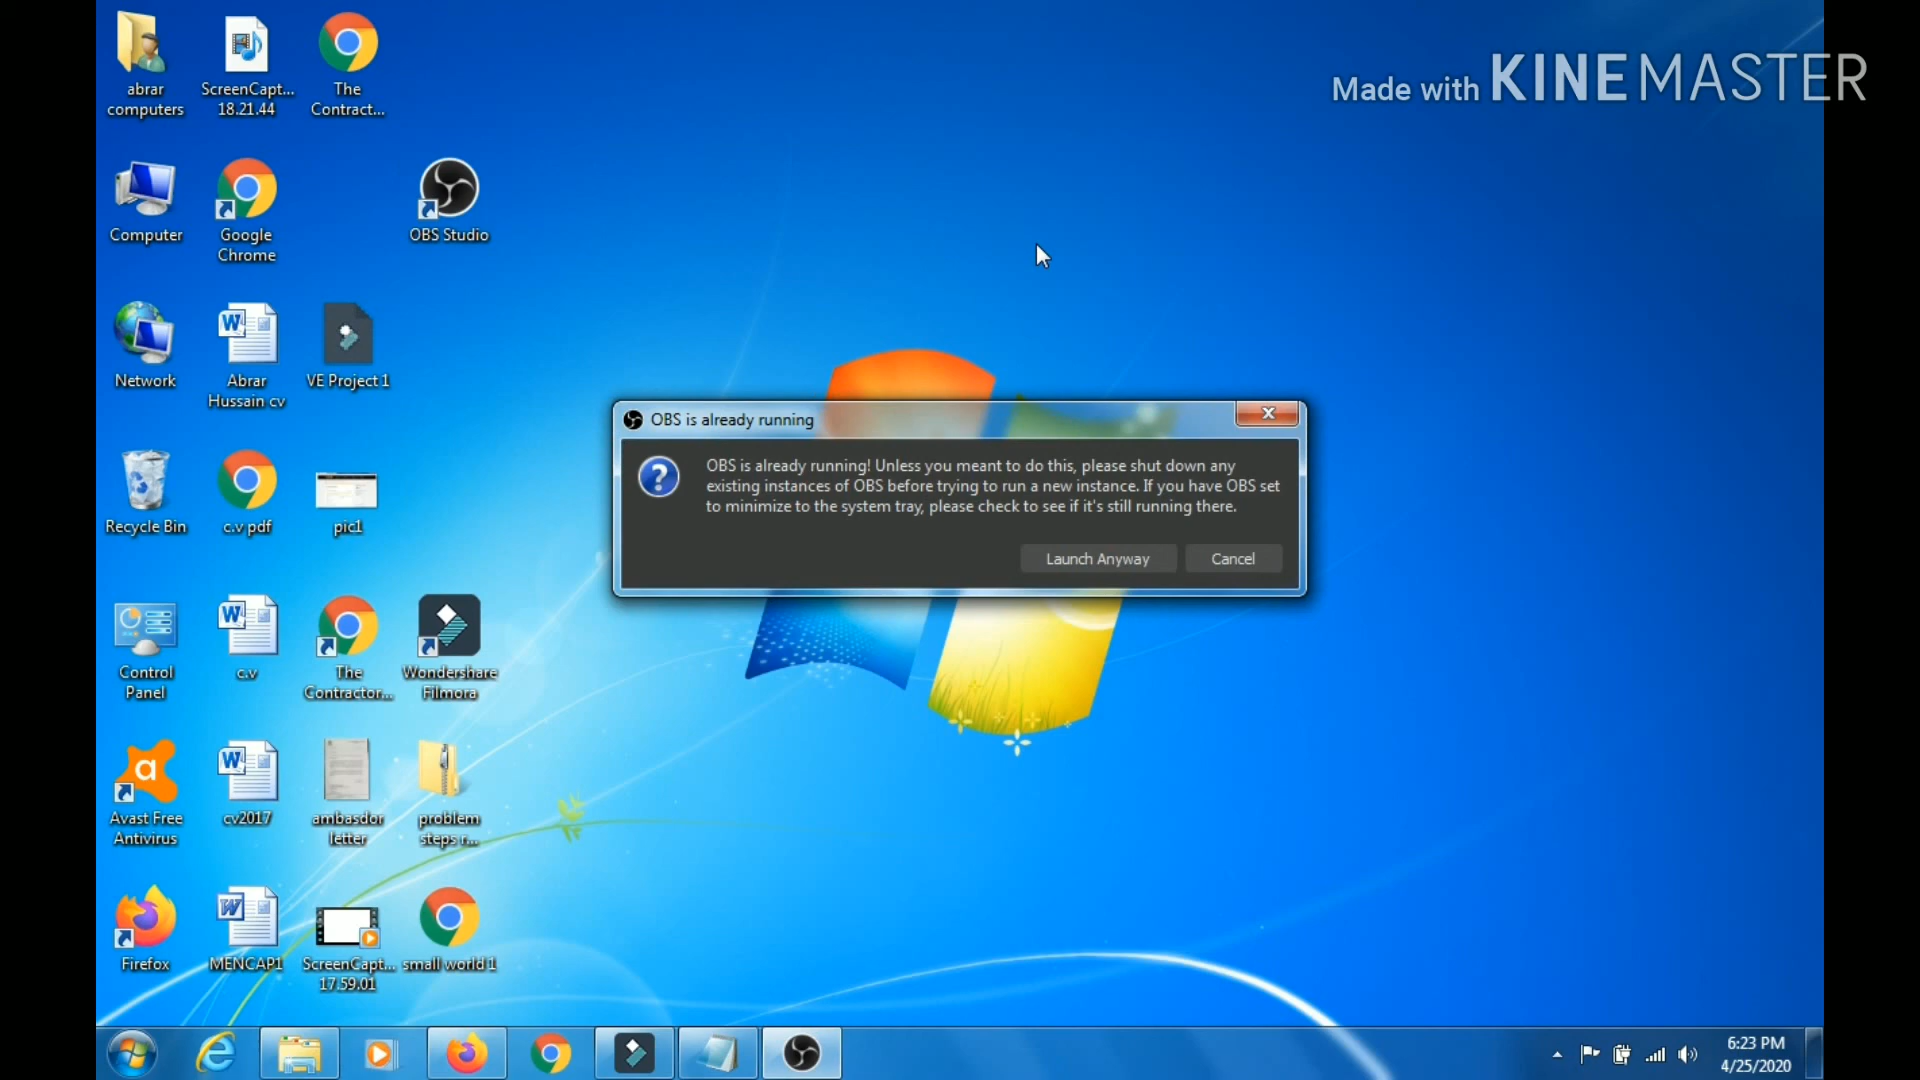 Made with KINEMASTER
abrar
computers
ScreenCapt...
18.21.44
The
Contract...
Computer
Google
Chrome
OBS Studio
Network
Abrar
Hussain cv
VE Project 1
Recycle Bin
c.v pdf
pic1
Control
Panel
c.v
The
Contractor...
Wondershare
Filmora
Avast Free
Antivirus
cv2017
ambasdor
letter
problem
steps r...
Firefox
MENCAP1
ScreenCapt...
17.59.01
small world 1
OBS is already running
OBS is already running! Unless you meant to do this, please shut down any
existing instances of OBS before trying to run a new instance. If you have OBS set
to minimize to the system tray, please check to see if it's still running there.
Launch Anyway
Cancel
6:23 PM
4/25/2020